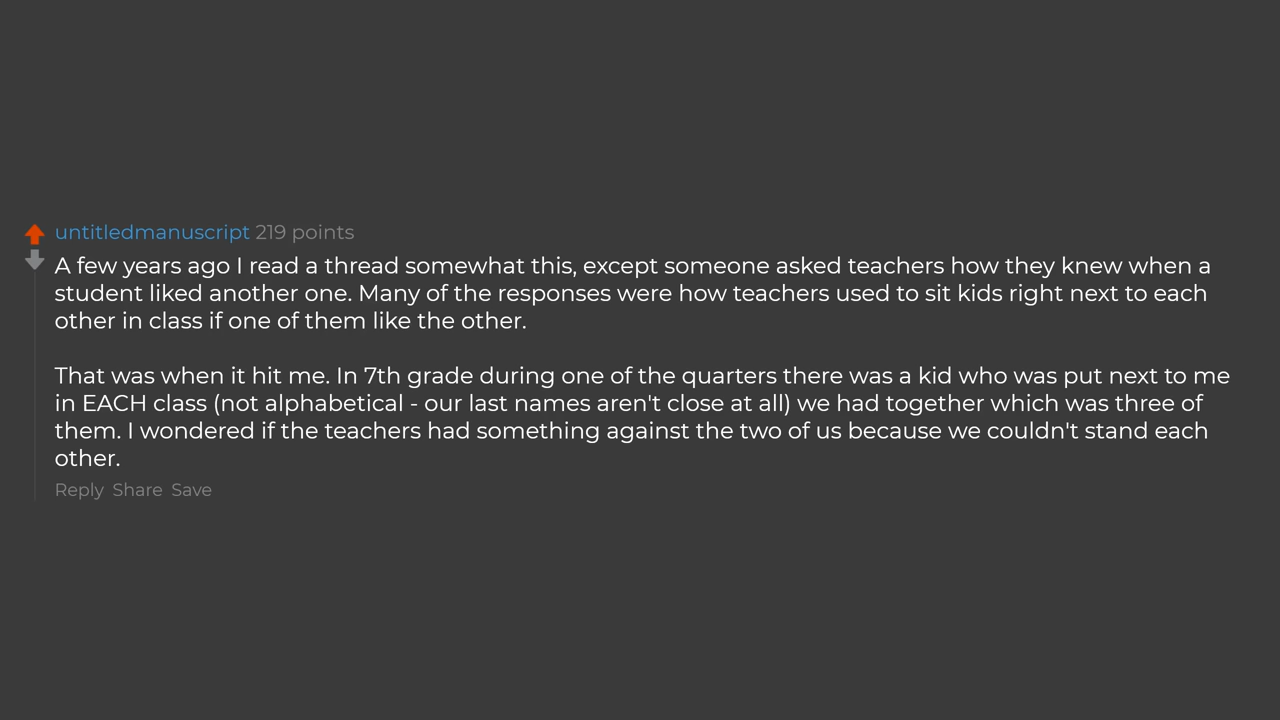 untitledmanuscript 219 points
A few years ago I read a thread somewhat this, except someone asked teachers how they knew when a
student liked another one. Many of the responses were how teachers used to sit kids right next to each
other in class if one of them like the other.
That was when it hit me. In 7th grade during one of the quarters there was a kid who was put next to me
in EACH class (not alphabetical - our last names aren't close at all) we had together which was three of
them. I wondered if the teachers had something against the two of us because we couldn't stand each
other.
Reply Share Save